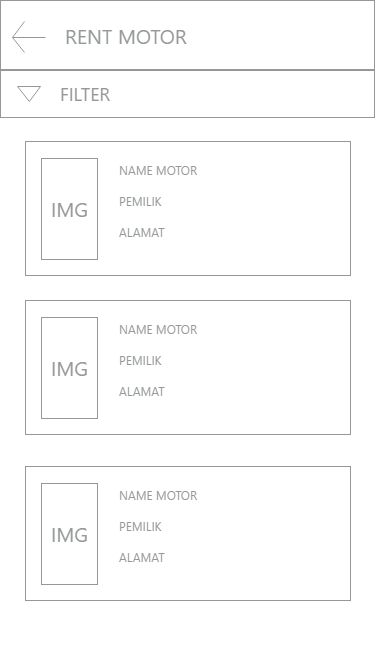 RENT MOTOR
FILTER
IMG
NAME MOTOR
PEMILIK
ALAMAT
IMG
NAME MOTOR
PEMILIK
ALAMAT
IMG
NAME MOTOR
PEMILIK
ALAMAT